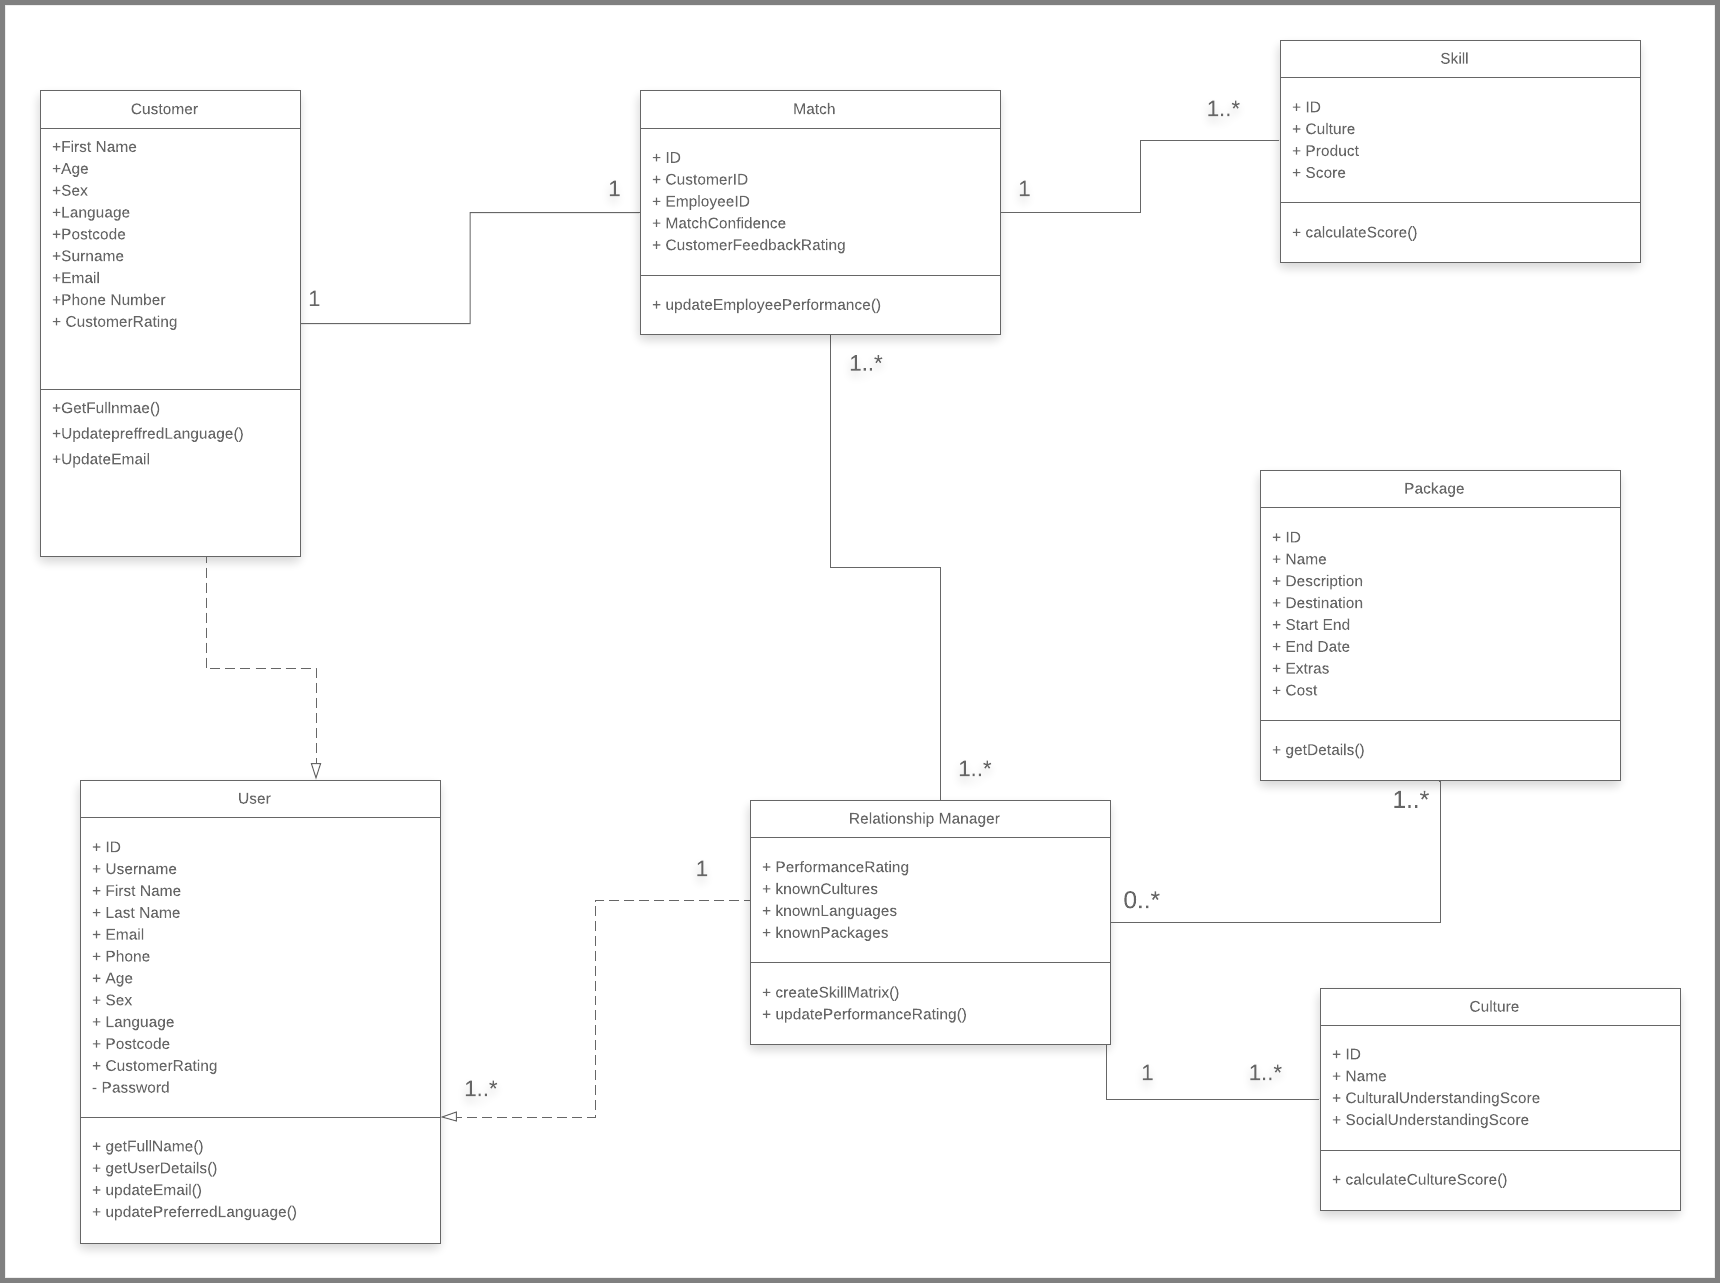 Customer
+First Name
+Age
+Sex
+Language
+Postcode
+Surname
+Email
+Phone Number
+ CustomerRating
+GetFullnmae()
+UpdatepreffredLanguage()
+UpdateEmail
1
1
Match
+ ID
+ CustomerID
+ EmployeeID
+ MatchConfidence
+ CustomerFeedbackRating
+ updateEmployeePerformance()
1
1..*
Skill
+ ID
+ Culture
+ Product
+ Score
+ calculateScore()
1..*
1..*
Package
+ ID
+ Name
+ Description
+ Destination
+ Start End
+ End Date
+ Extras
+ Cost
+ getDetails()
1..*
0..*
User
+ ID
+ Username
+ First Name
+ Last Name
+ Email
+ Phone
+ Age
+ Sex
+ Language
+ Postcode
+ CustomerRating
- Password
+ getFullName()
+ getUserDetails()
+ updateEmail()
+ updatePreferredLanguage()
1..*
1
Relationship Manager
+ PerformanceRating
+ knownCultures
+ knownLanguages
+ knownPackages
+ createSkillMatrix()
+ updatePerformanceRating()
1
1..*
Culture
+ ID
+ Name
+ CulturalUnderstandingScore
+ SocialUnderstandingScore
+ calculateCultureScore()